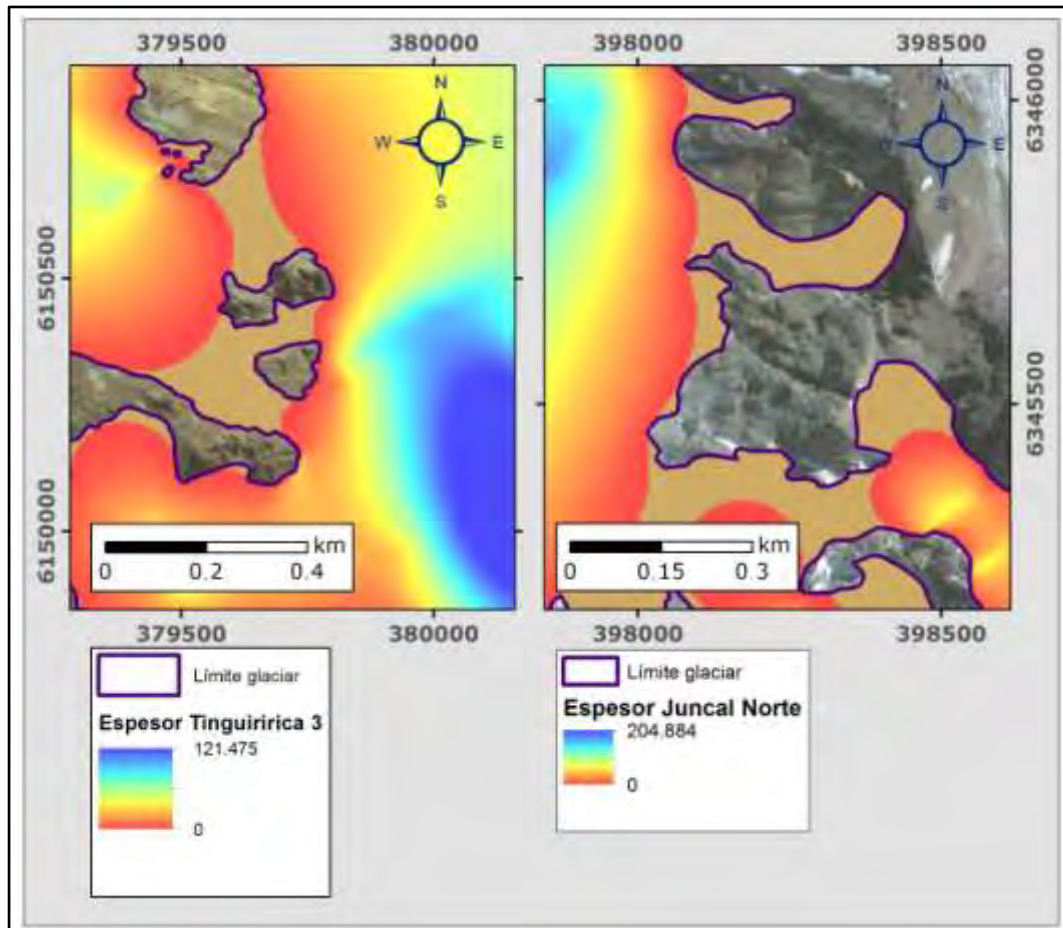 379500 380000 398000 398500
N
W E
S
N
E
S
6150500
6150000
6346000
6345500
km
0 0.2 0.4
km
0 0.15 0.3
379500 380000 398000 398500
Límite glaciar
Espesor Tinguiririca 3
121.475
0
Límite glaciar
Espesor Juncal Norte
204.884
0